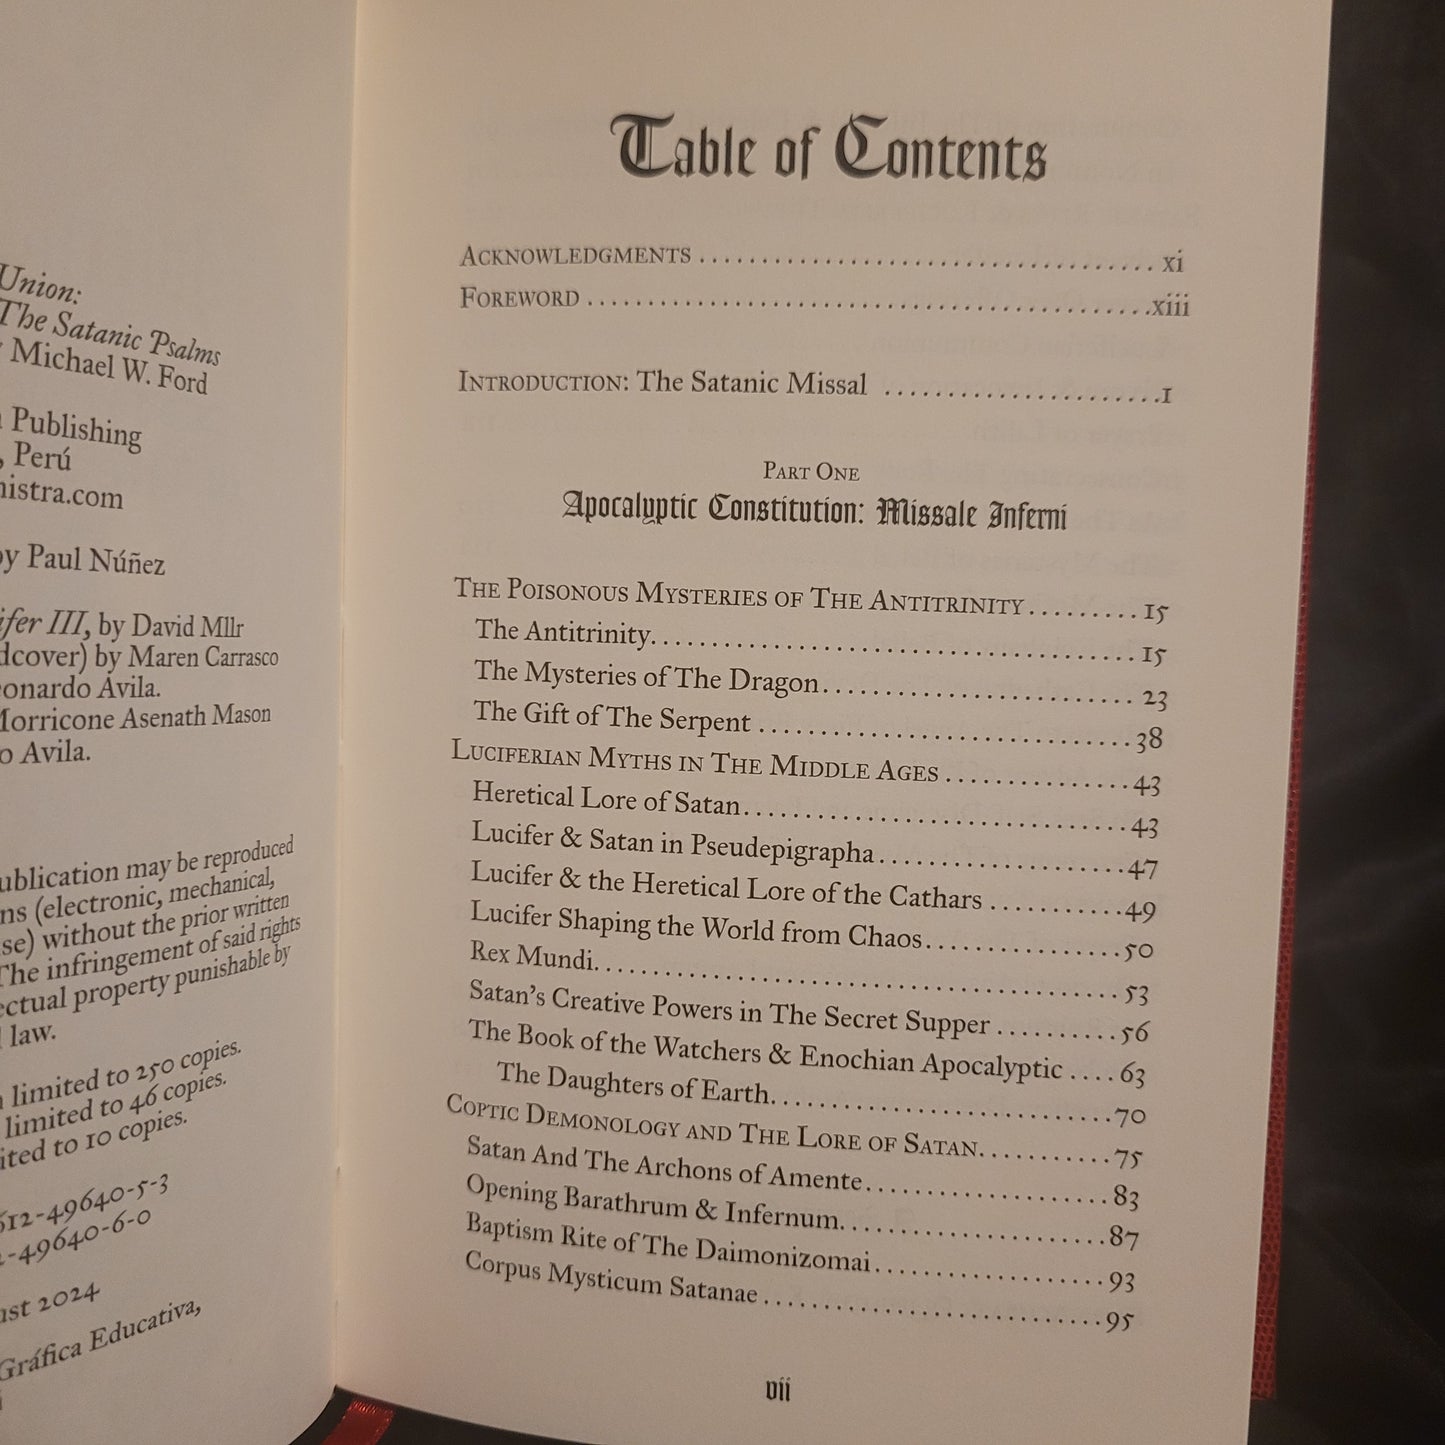 Union:
The Satanic Psalms
Michael W. Ford
Publishing
, Perú
nistra.com
by Paul Núñez
ifer III, by David Mllr
dcover) by Maren Carrasco
eonardo Ávila.
Morricone Asenath Mason
o Avila.
ublication may be reproduced
ns (electronic, mechanical,
se) without the prior written
The infringement of said rights
ectual property punishable by
law.
limited to 250 copies.
limited to 46 copies.
ited to 10 copies.
612-49640-5-3
-49640-6-0
ust 2024
Gráfica Educativa,
Table of Contents
Acknowledgments . . . . . . . . . . . . . . . . . . . . xi
Foreword . . . . . . . . . . . . . . . . . . . . xiii
Introduction: The Satanic Missal . . . . . . . . . . . . . . . . . . . . 1
Part One
Apocalyptic Constitution: Missale Inferni
The Poisonous Mysteries of The Antitrinity . . . . . . . . . 15
The Antitrinity. . . . . . . . . . . . . . . . . . . . 15
The Mysteries of The Dragon . . . . . . . . . . . . . . . . . . . . 23
The Gift of The Serpent . . . . . . . . . . . . . . . . . . . . 38
Luciferian Myths in The Middle Ages . . . . . . . . . . . . . . 43
Heretical Lore of Satan . . . . . . . . . . . . . . . . . . . . 43
Lucifer & Satan in Pseudepigrapha . . . . . . . . . . . . . . . . . . 47
Lucifer & the Heretical Lore of the Cathars . . . . . . . . . . . 49
Lucifer Shaping the World from Chaos . . . . . . . . . . . . . . . 50
Rex Mundi. . . . . . . . . . . . . . . . . . . . 53
Satan's Creative Powers in The Secret Supper . . . . . . . . . . 56
The Book of the Watchers & Enochian Apocalyptic . . . . 63
The Daughters of Earth. . . . . . . . . . . . . . . . . . . . 70
Coptic Demonology and The Lore of Satan. . . . . . . . . . . 75
Satan And The Archons of Amente . . . . . . . . . . . . . . . . . . . 83
Opening Barathrum & Infernum. . . . . . . . . . . . . . . . . . . . 87
Baptism Rite of The Daimonizomai . . . . . . . . . . . . . . . . . . 93
Corpus Mysticum Satanae . . . . . . . . . . . . . . . . . . . . 95
vii